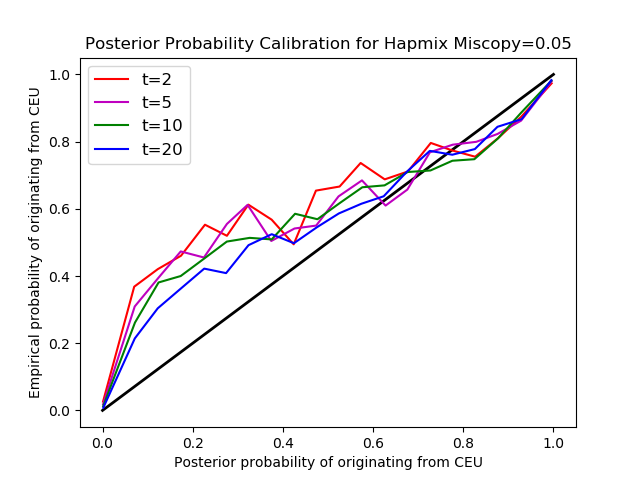 Posterior Probability Calibration for Hapmix Miscopy=0.05
t=2
t=5
t=10
t=20
1.0
0.8
0.6
0.4
0.2
0.0
Empirical probability of originating from CEU
0.0 0.2 0.4 0.6 0.8 1.0
Posterior probability of originating from CEU